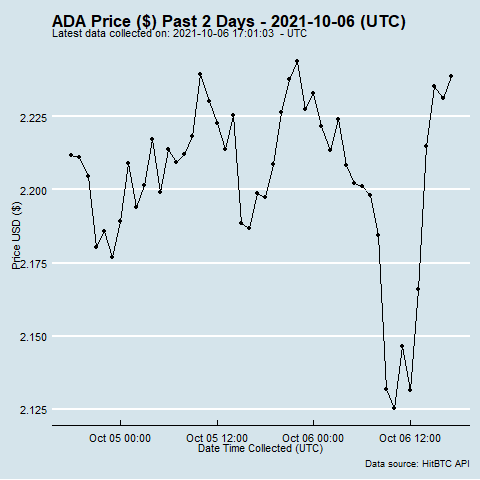 ADA Price ($) Past 2 Days - 2021-10-06 (UTC)
Latest data collected on: 2021-10-06 17:01:03 - UTC
2.225
2.200
2.175
2.150
2.125
Price USD ($)
Oct 05 00:00 Oct 05 12:00 Oct 06 00:00 Oct 06 12:00
Date Time Collected (UTC)
Data source: HitBTC API